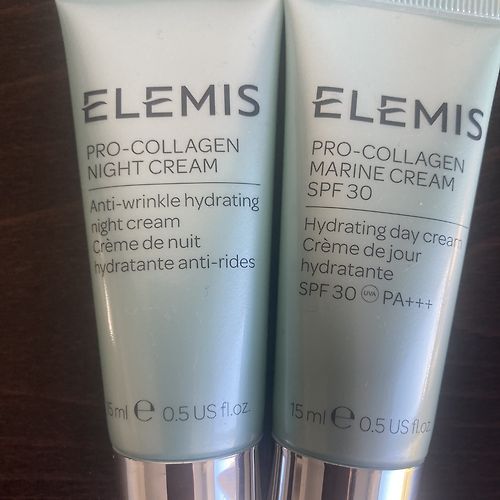 ELEMIS
PRO-COLLAGEN
NIGHT CREAM
Anti-wrinkle hydrating
night cream
Crème de nuit
hydratante anti-rides
15 ml e 0.5 US fl.oz.
ELEMIS
PRO-COLLAGEN
MARINE CREAM
SPF 30
Hydrating day cream
Crème de jour
hydratante
SPF 30 UVA PA+++
15 ml e 0.5 US fl.oz.